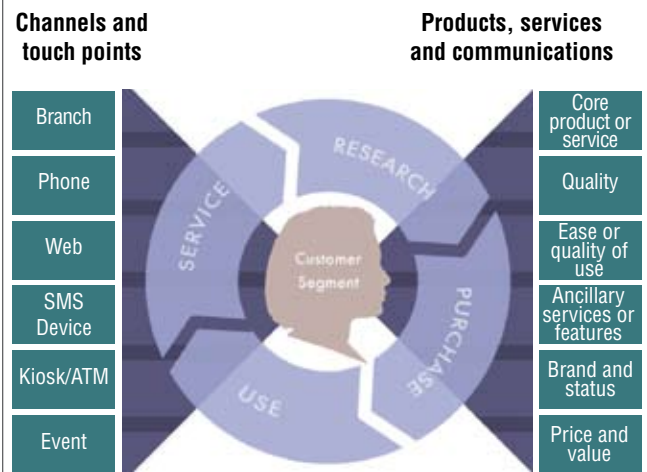 Channels and
touch points
Products, services
and communications
Branch
Phone
Web
SMS
Device
Kiosk/ATM
Event
RESEARCH
PURCHASE
USE
SERVICE
Customer
Segment
Core
product or
service
Quality
Ease or
quality of
use
Ancillary
services or
features
Brand and
status
Price and
value